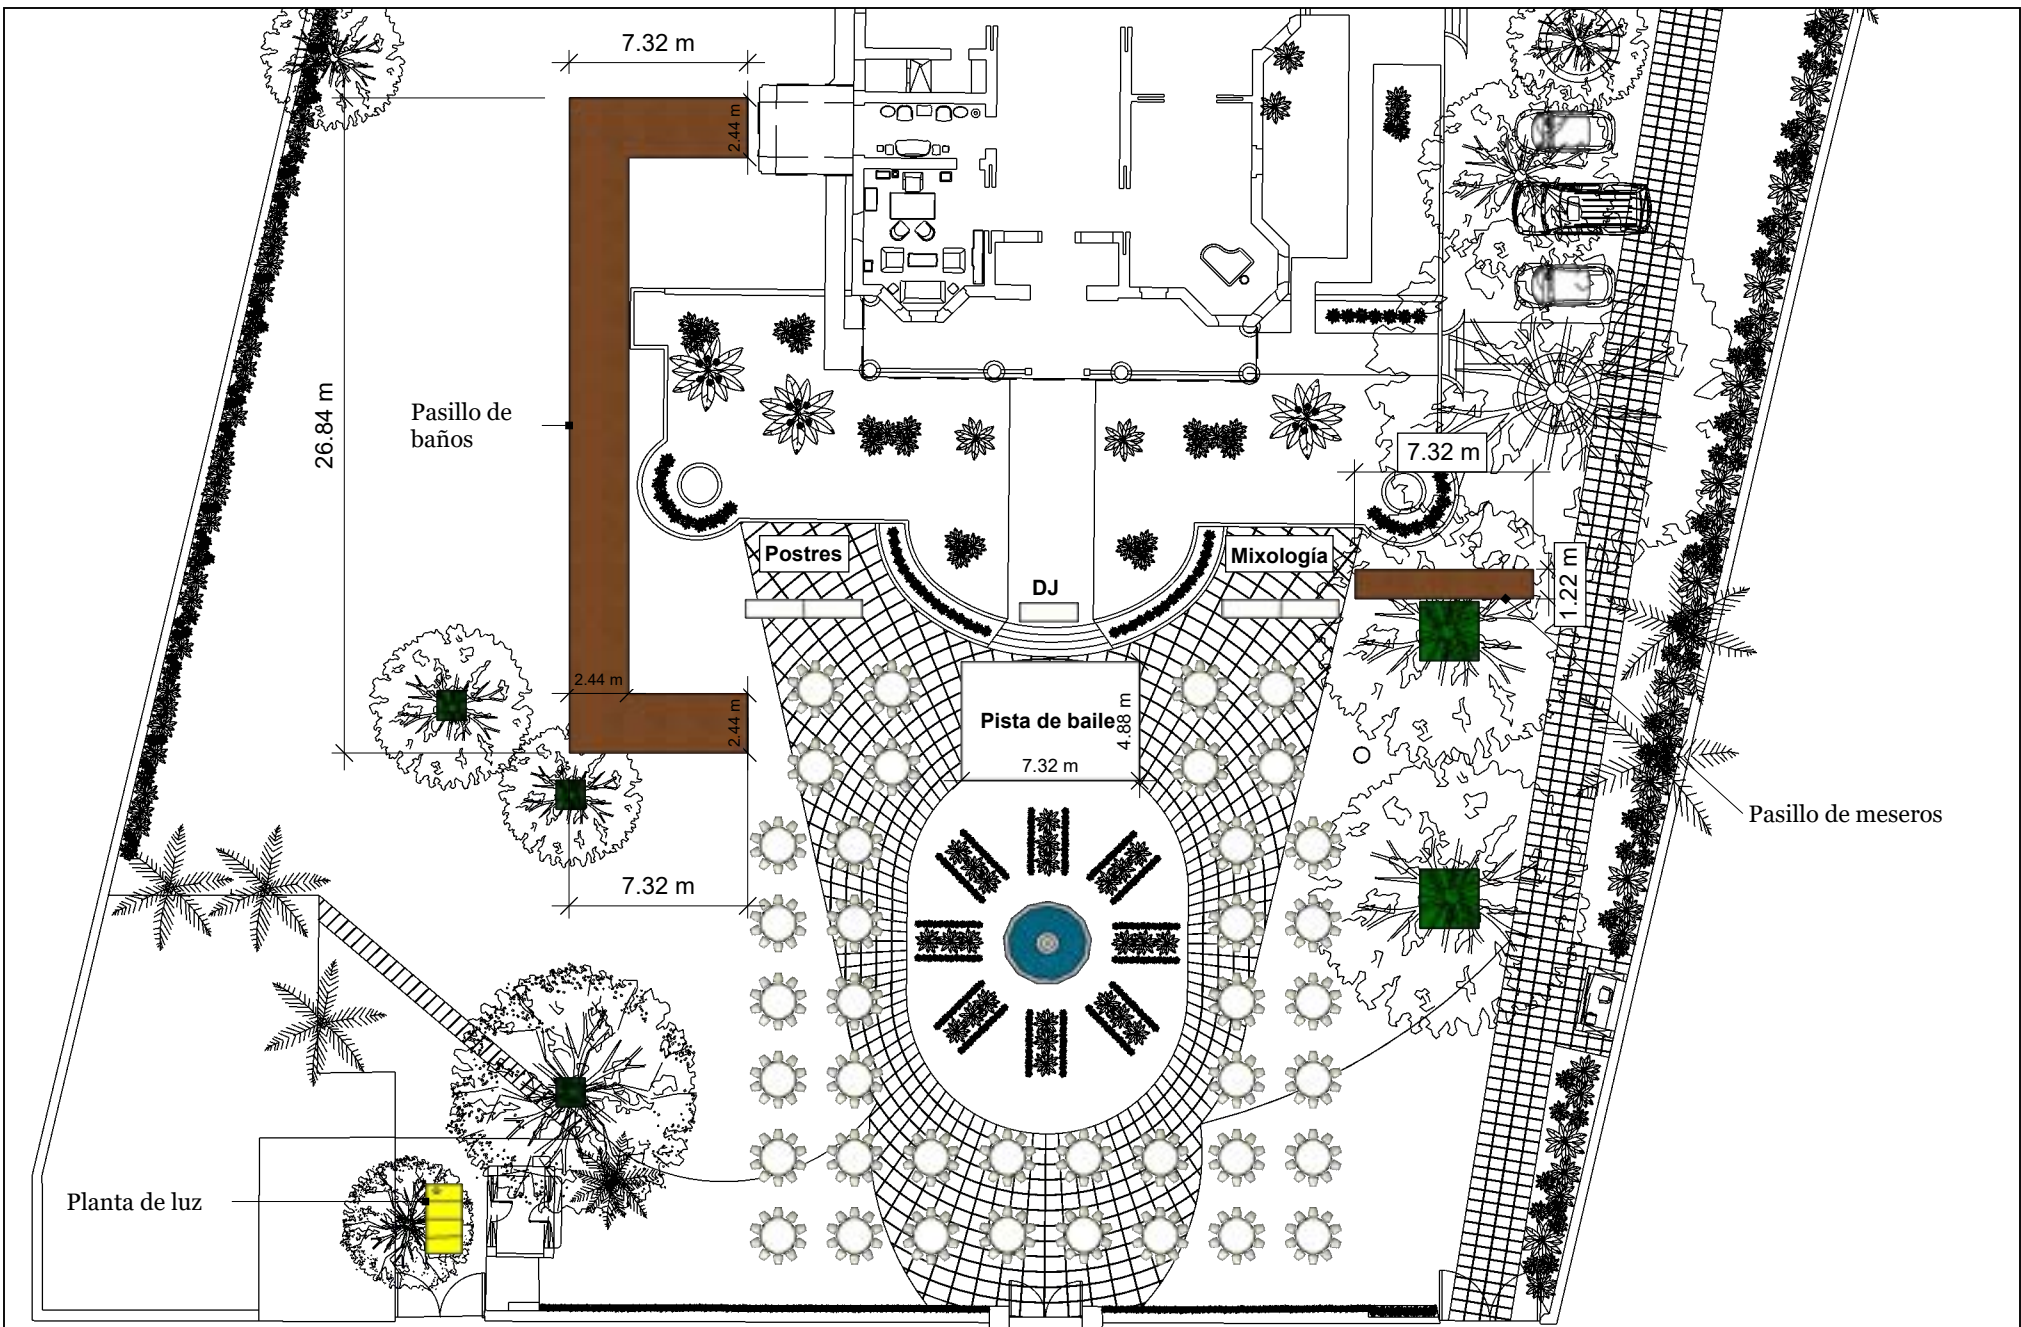 7.32 m
2.44 m
26.84 m
Pasillo de
baños
7.32 m
Postres
Mixología
DJ
1.22 m
2.44 m
2.44 m
Pista de baile
4.88 m
7.32 m
Pasillo de meseros
7.32 m
Planta de luz